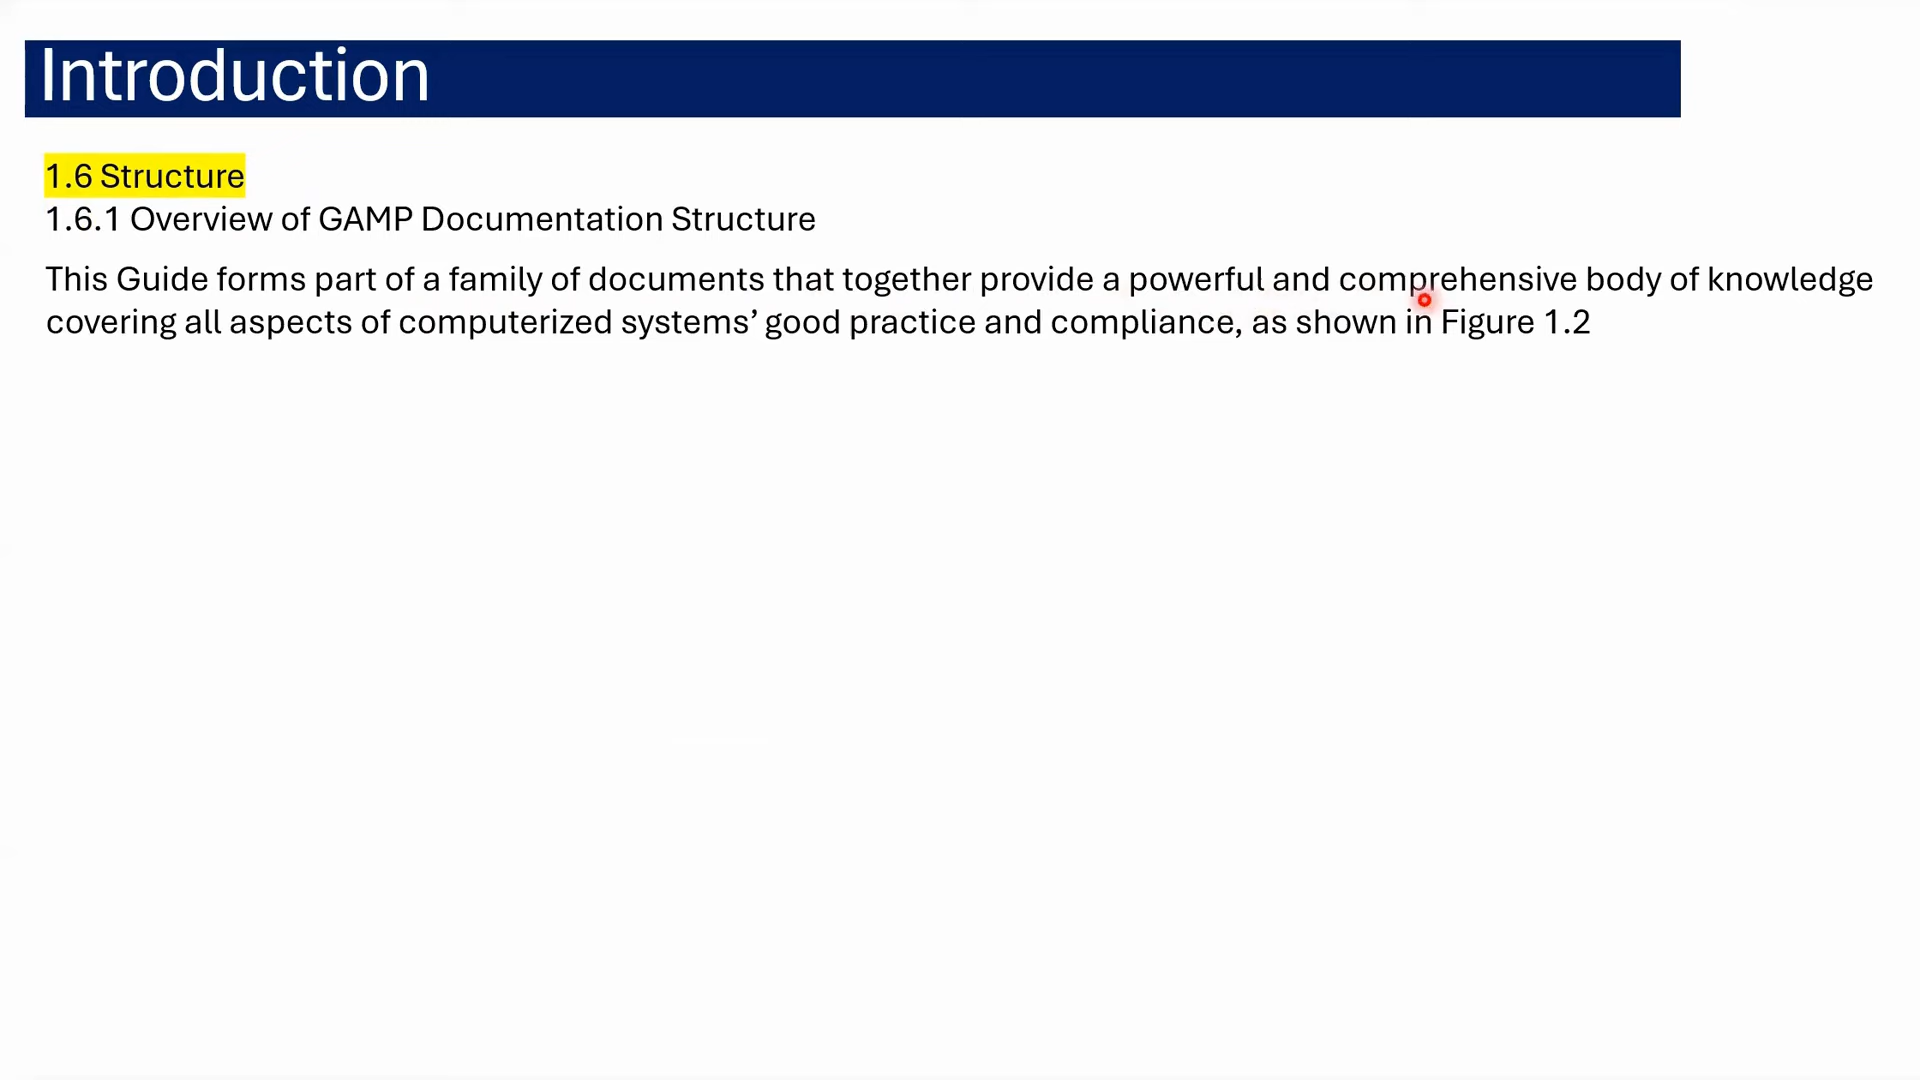 Introduction
1.6 Structure
1.6.1 Overview of GAMP Documentation Structure
This Guide forms part of a family of documents that together provide a powerful and comprehensive body of knowledge
covering all aspects of computerized systems’ good practice and compliance, as shown in Figure 1.2